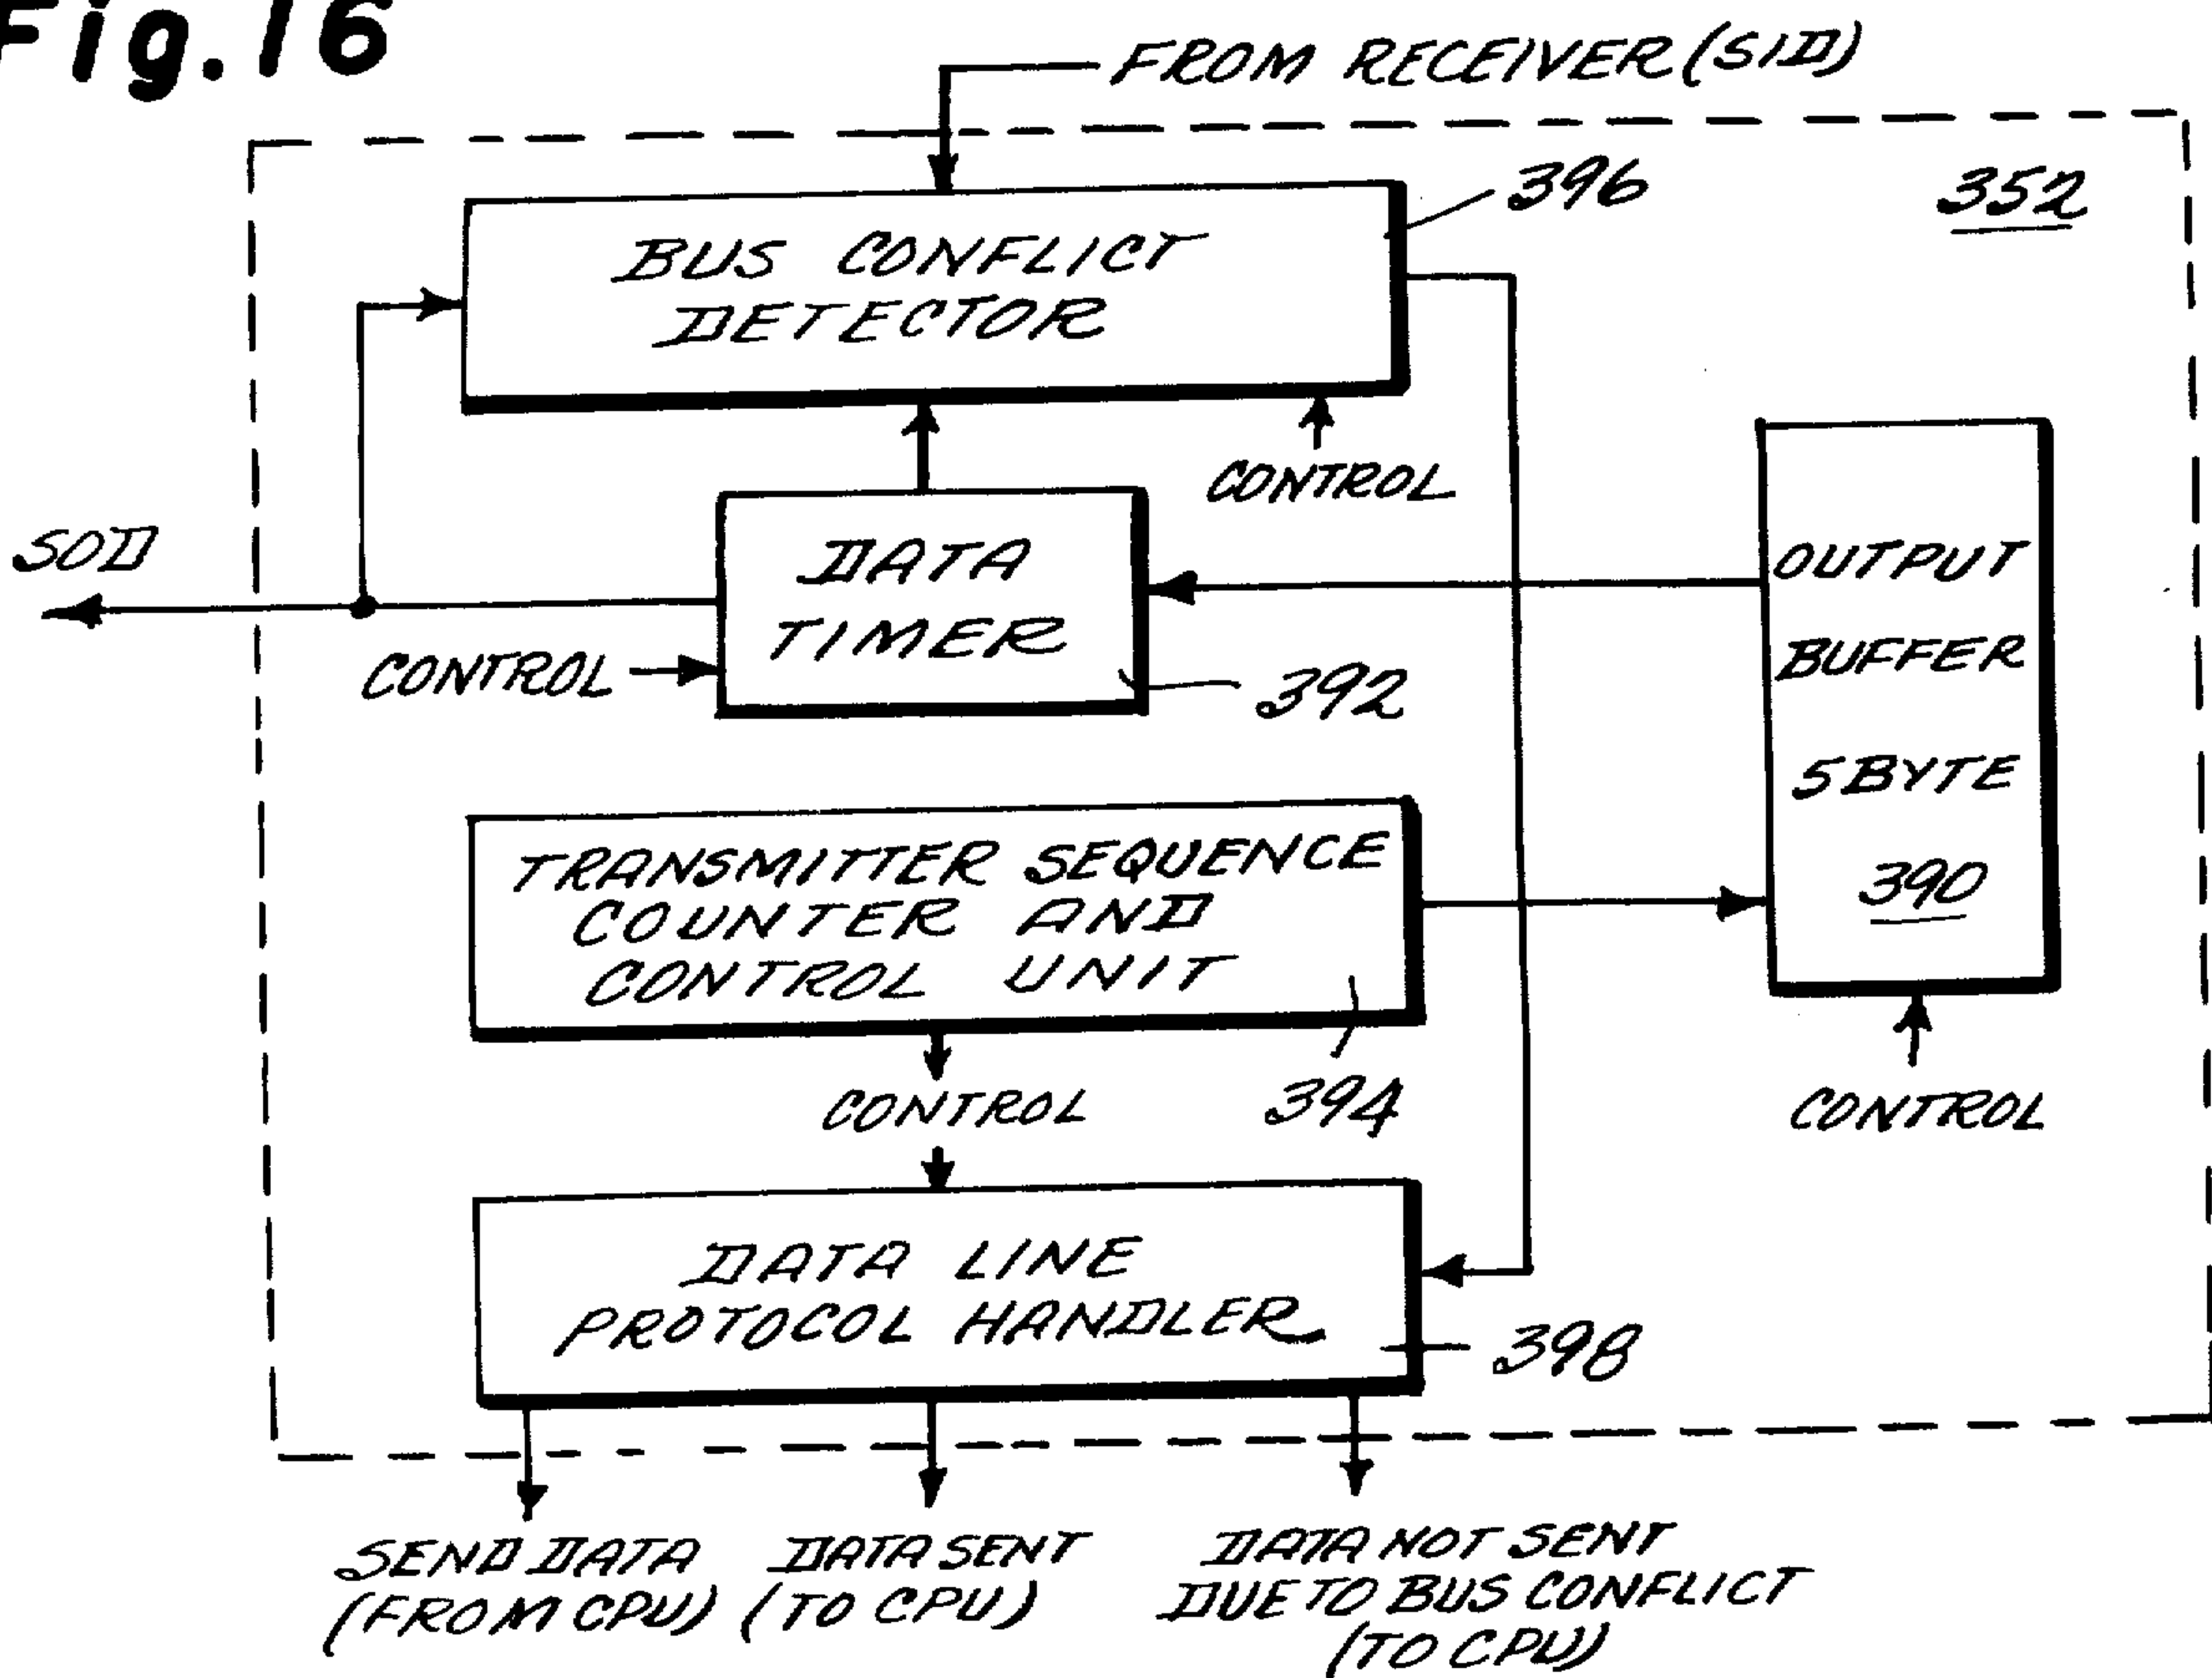 Fig. 16
FROM RECEIVER (SID)
396
352
BUS CONFLICT
DETECTOR
CONTROL
SOD
DATA
TIMER
CONTROL
392
OUTPUT
BUFFER
5 BYTE
390
TRANSMITTER SEQUENCE
COUNTER AND
CONTROL UNIT
CONTROL
394
CONTROL
DATA LINE
PROTOCOL HANDLER
398
SEND DATA
(FROM CPU)
DATA SENT
(TO CPU)
DATA NOT SENT
DUE TO BUS CONFLICT
(TO CPU)